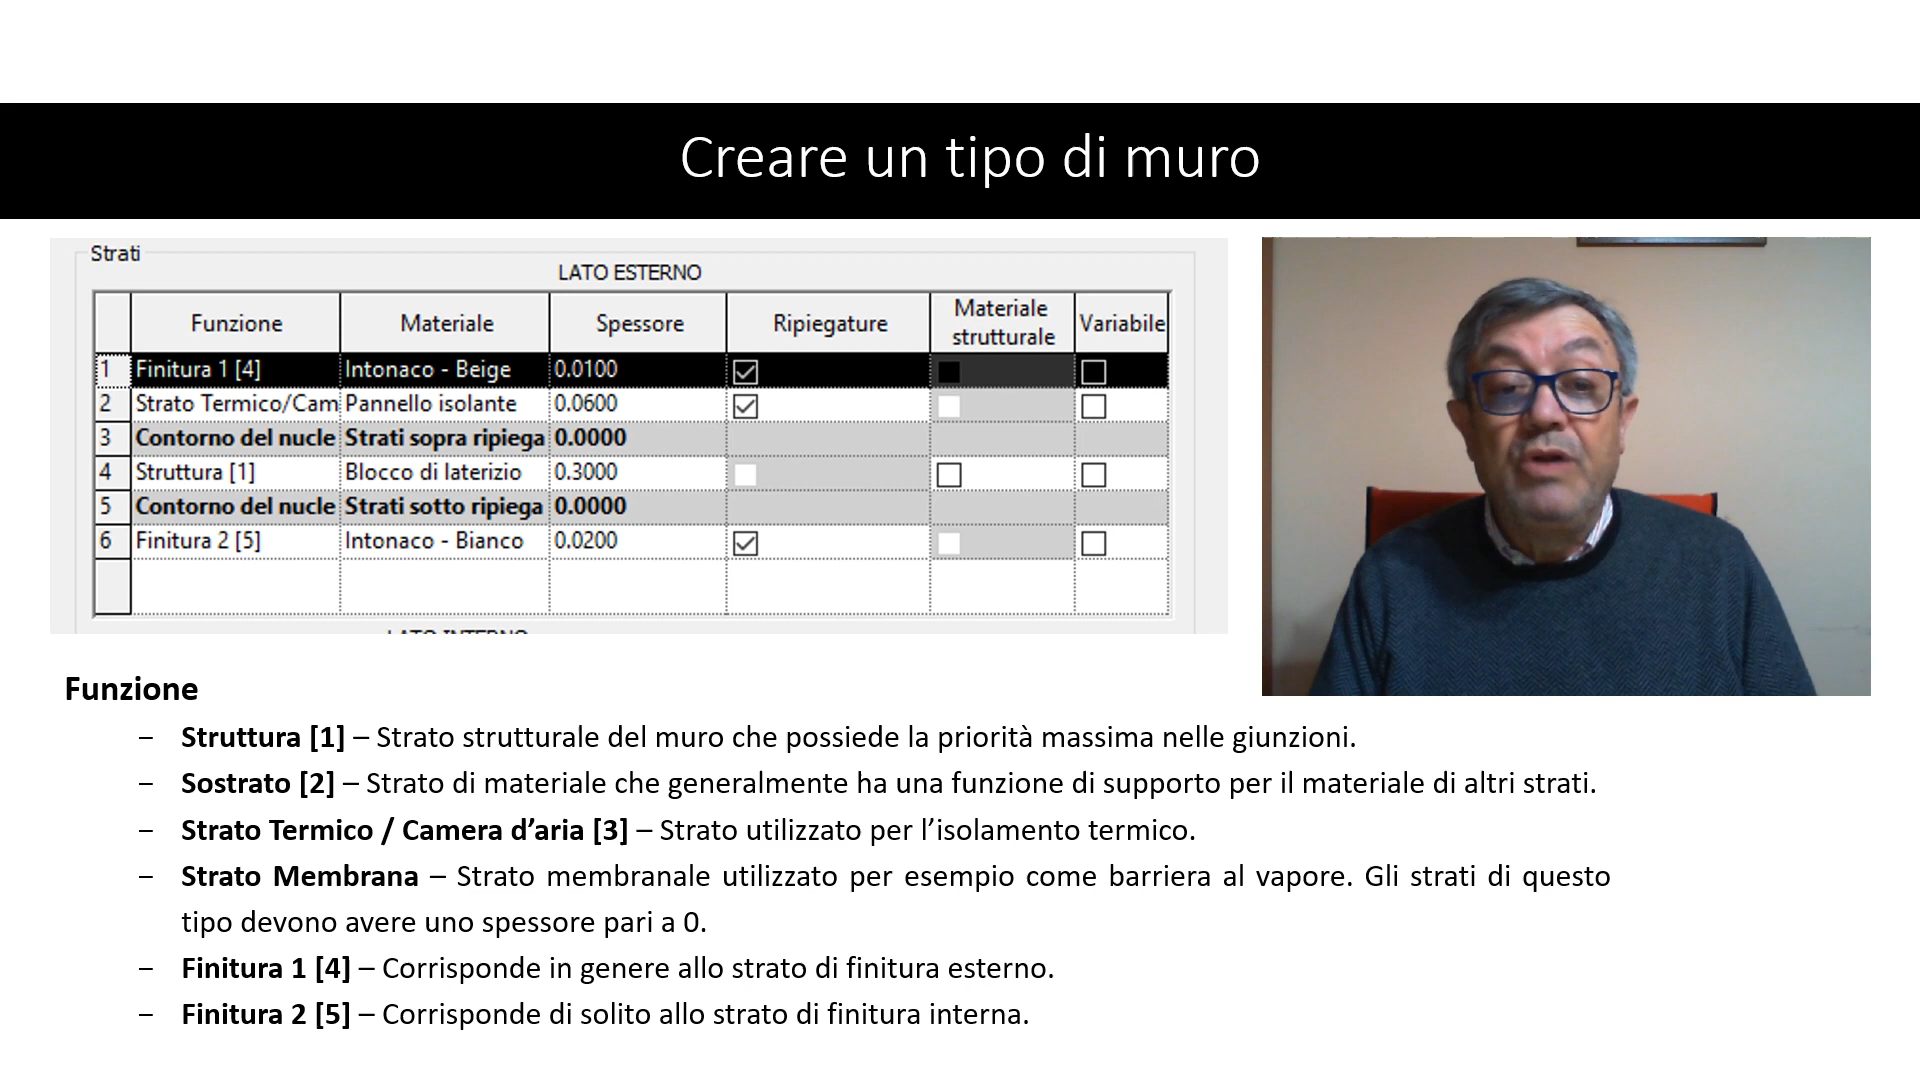 Creare un tipo di muro
Strati
LATO ESTERNO
Funzione Materiale Spessore Ripiegature Materiale strutturale Variabile
1 Finitura 1 [4] Intonaco - Beige 0.0100
2 Strato Termico/Cam Pannello isolante 0.0600
3 Contorno del nucle Strati sopra ripiega 0.0000
4 Struttura [1] Blocco di laterizio 0.3000
5 Contorno del nucle Strati sotto ripiega 0.0000
6 Finitura 2 [5] Intonaco - Bianco 0.0200
LATO INTERNO
Funzione
– Struttura [1] – Strato strutturale del muro che possiede la priorità massima nelle giunzioni.
– Sostrato [2] – Strato di materiale che generalmente ha una funzione di supporto per il materiale di altri strati.
– Strato Termico / Camera d’aria [3] – Strato utilizzato per l’isolamento termico.
– Strato Membrana – Strato membranale utilizzato per esempio come barriera al vapore. Gli strati di questo
tipo devono avere uno spessore pari a 0.
– Finitura 1 [4] – Corrisponde in genere allo strato di finitura esterno.
– Finitura 2 [5] – Corrisponde di solito allo strato di finitura interna.